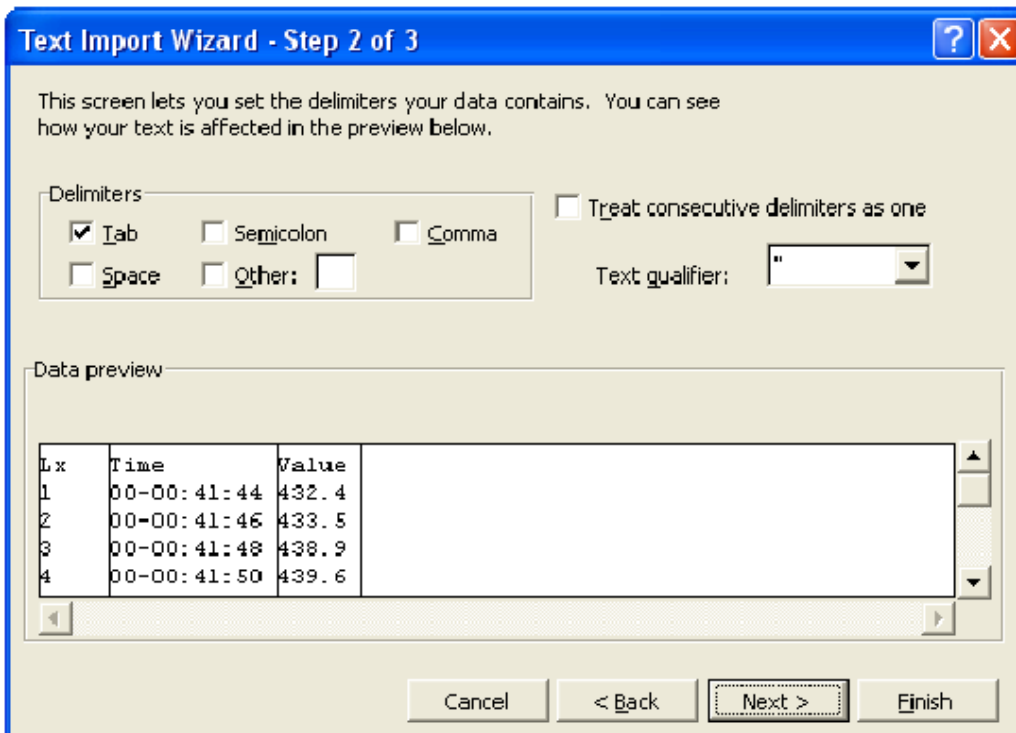 Text Import Wizard - Step 2 of 3
This screen lets you set the delimiters your data contains. You can see
how your text is affected in the preview below.
Delimiters
Tab Semicolon Comma
Space Other:
Treat consecutive delimiters as one
Text qualifier: "
Data preview
Lx Time Value
1 00-00:41:44 432.4
2 00-00:41:46 433.5
3 00-00:41:48 438.9
4 00-00:41:50 439.6
Cancel < Back Next > Finish